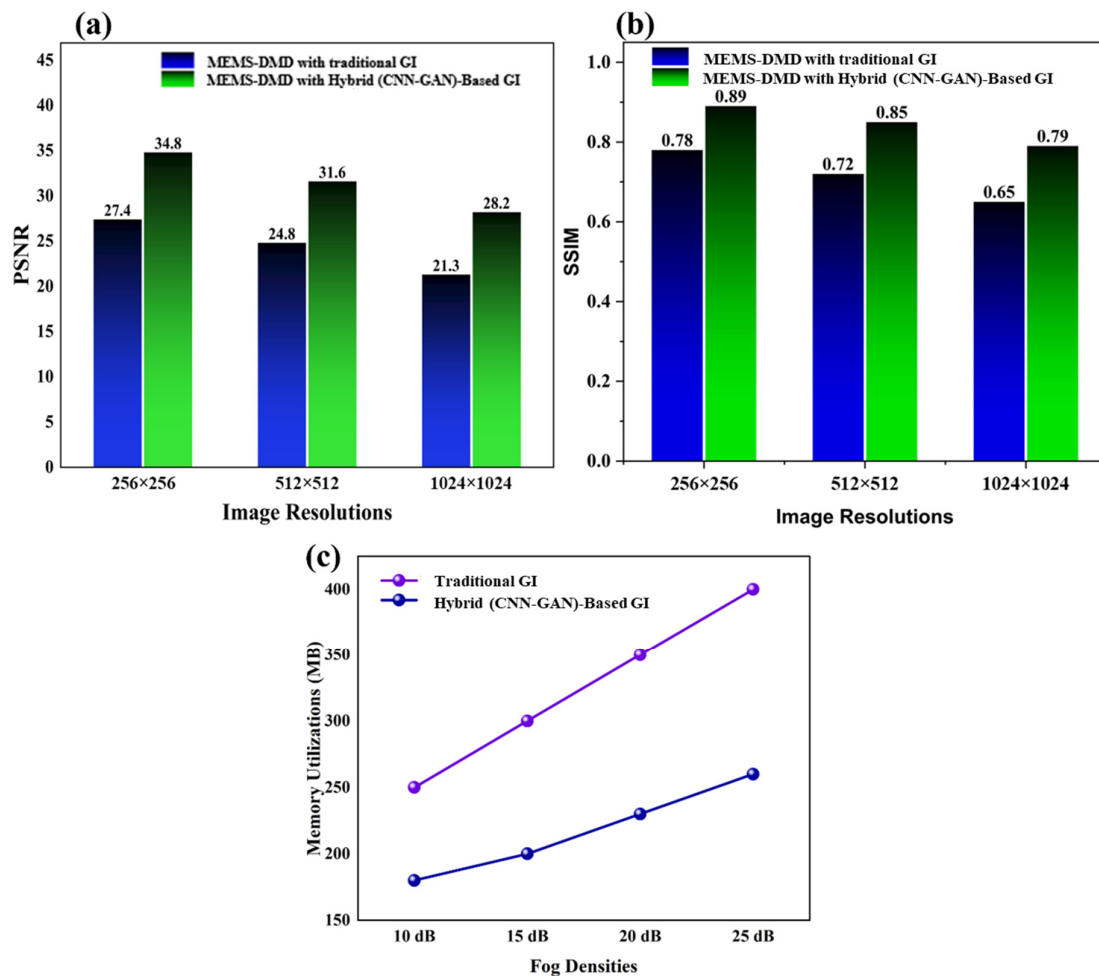 (a)
MEMS-DMD with traditional GI
MEMS-DMD with Hybrid (CNN-GAN)-Based GI
45
40
35
30
25
20
15
10
5
0
PSNR
27.4
34.8
24.8
31.6
21.3
28.2
256×256
512×512
1024×1024
Image Resolutions
(b)
MEMS-DMD with traditional GI
MEMS-DMD with Hybrid (CNN-GAN)-Based GI
1.0
0.8
0.6
0.4
0.2
0.0
SSIM
0.78
0.89
0.72
0.85
0.65
0.79
256×256
512×512
1024×1024
Image Resolutions
(c)
Traditional GI
Hybrid (CNN-GAN)-Based GI
400
350
300
250
200
150
Memory Utilizations (MB)
10 dB
15 dB
20 dB
25 dB
Fog Densities